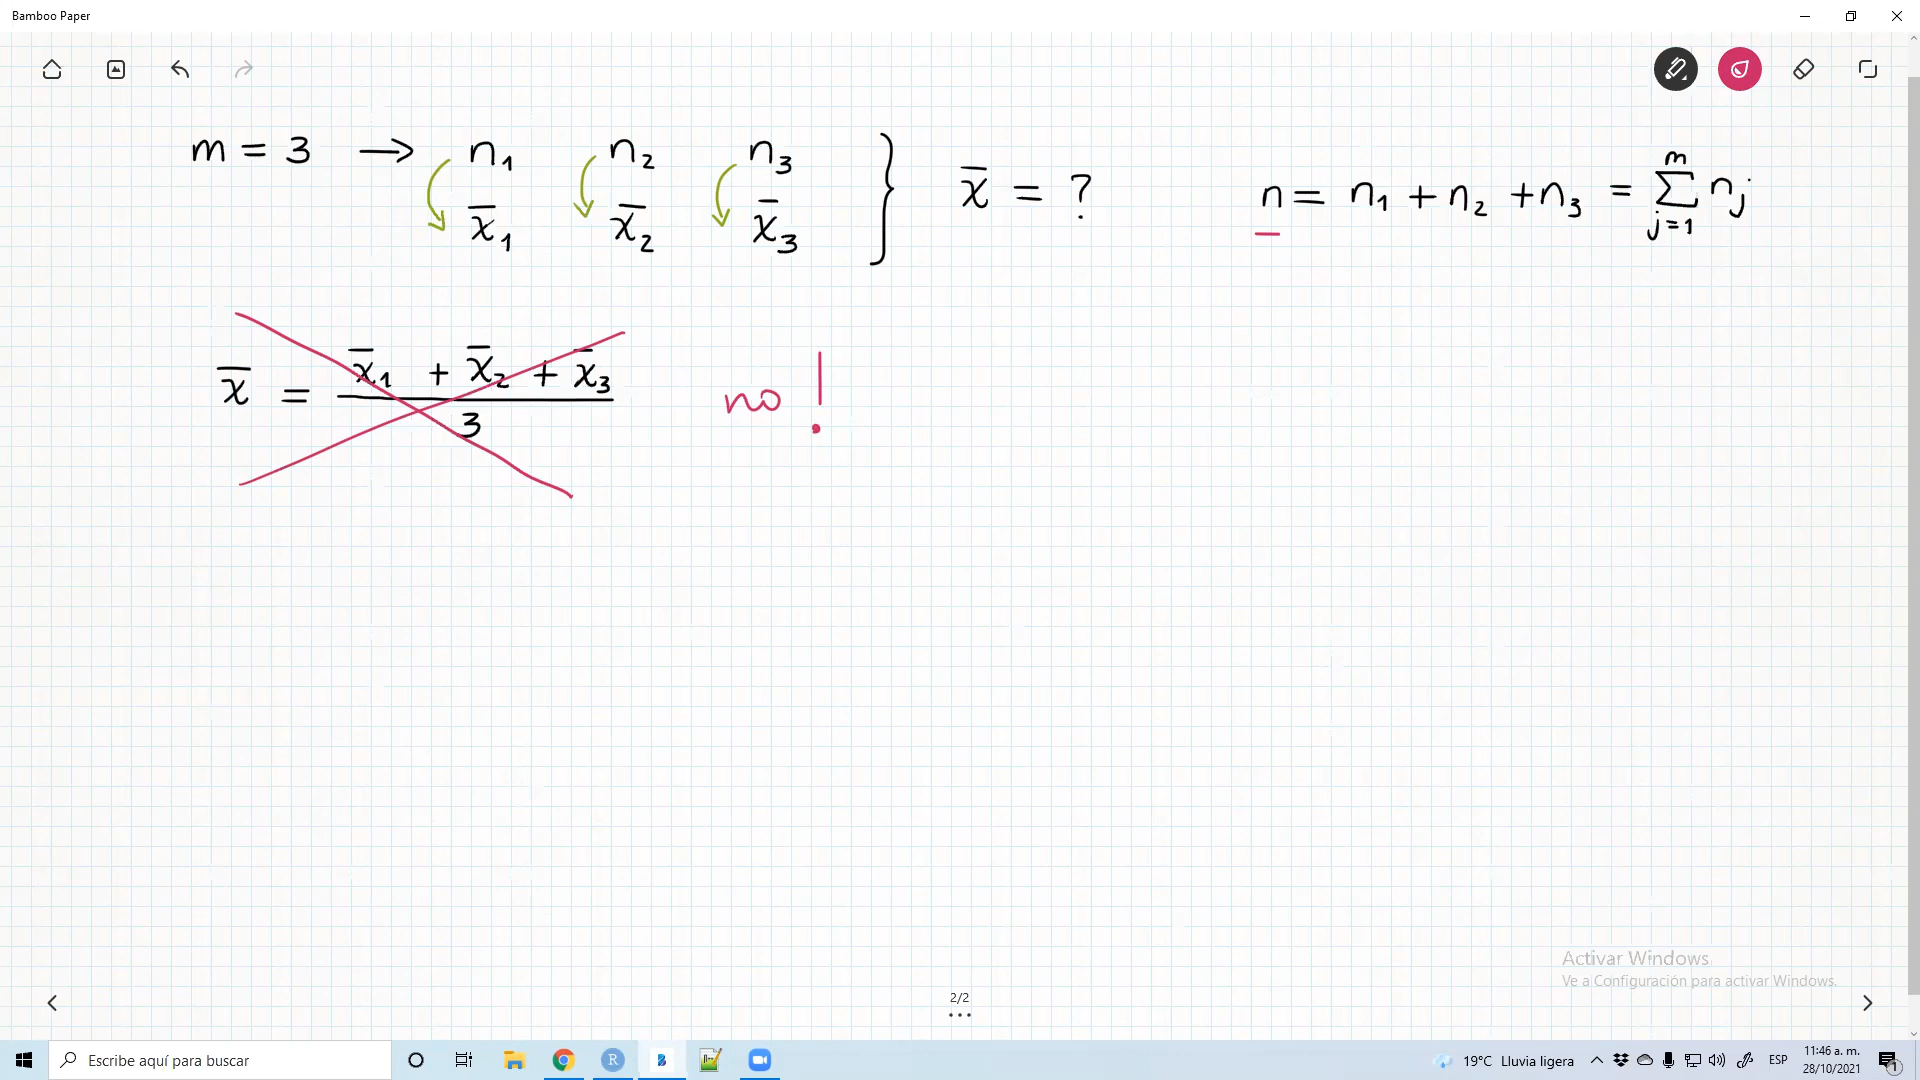 Bamboo Paper
m = 3 → n₁ n₂ n₃
x̄₁ x̄₂ x̄₃
x̄ = ?
n = n₁ + n₂ + n₃ = ∑ⱼ₌₁ᵐ nⱼ
x̄ = (x̄₁ + x̄₂ + x̄₃) / 3
no!
Activar Windows
Ve a Configuración para activar Windows.
2/2
Escribe aquí para buscar
19°C Lluvia ligera
ESP
11:46 a. m.
28/10/2021
1